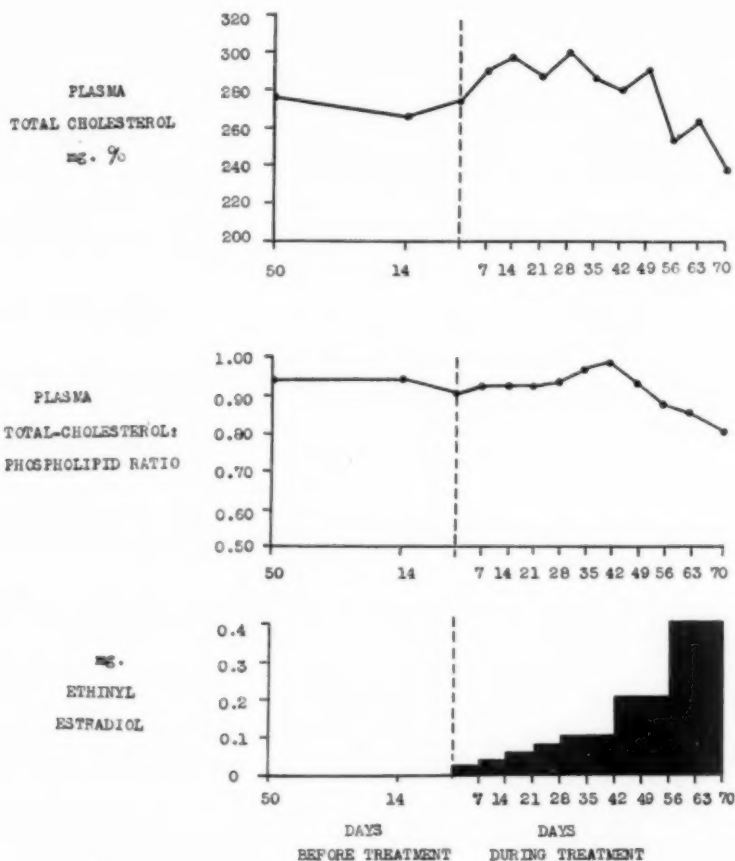 320
300
280
260
240
220
200
PLASMA
TOTAL CHOLESTEROL
mg. %
50 14 7 14 21 28 35 42 49 56 63 70
1.00
0.90
0.80
0.70
0.60
0.50
PLASMA
TOTAL-CHOLESTEROL:
PHOSPHOLIPID RATIO
50 14 7 14 21 28 35 42 49 56 63 70
0.4
0.3
0.2
0.1
0
mg.
ETHINYL
ESTRADIOL
50 14 7 14 21 28 35 42 49 56 63 70
DAYS
BEFORE TREATMENT
DAYS
DURING TREATMENT